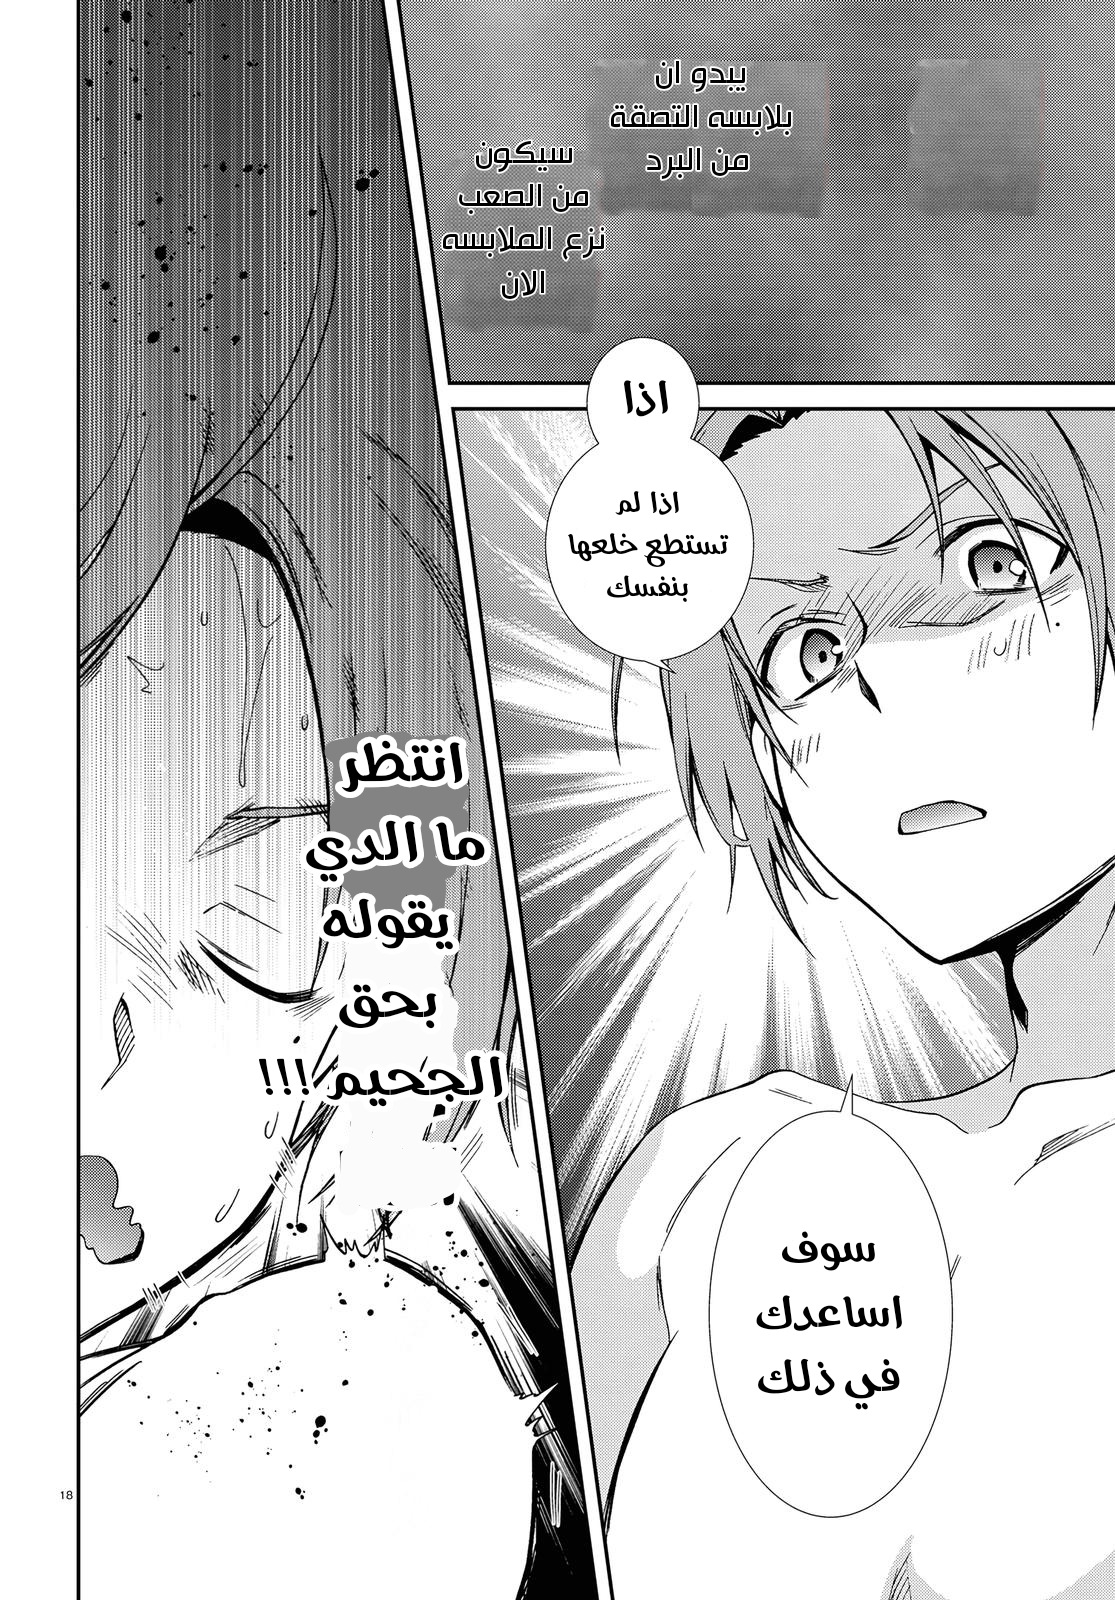 يبدو ان
بلابسه التصقة
من البرد
سيكون
من الصعب
نزع الملابسه
الان
اذا
اذا لم
تستطع خلعها
بنفسك
سوف
اساعدك
في ذلك
انتظر
ما الدي
يقوله
بحق
الجحيم !!!
18